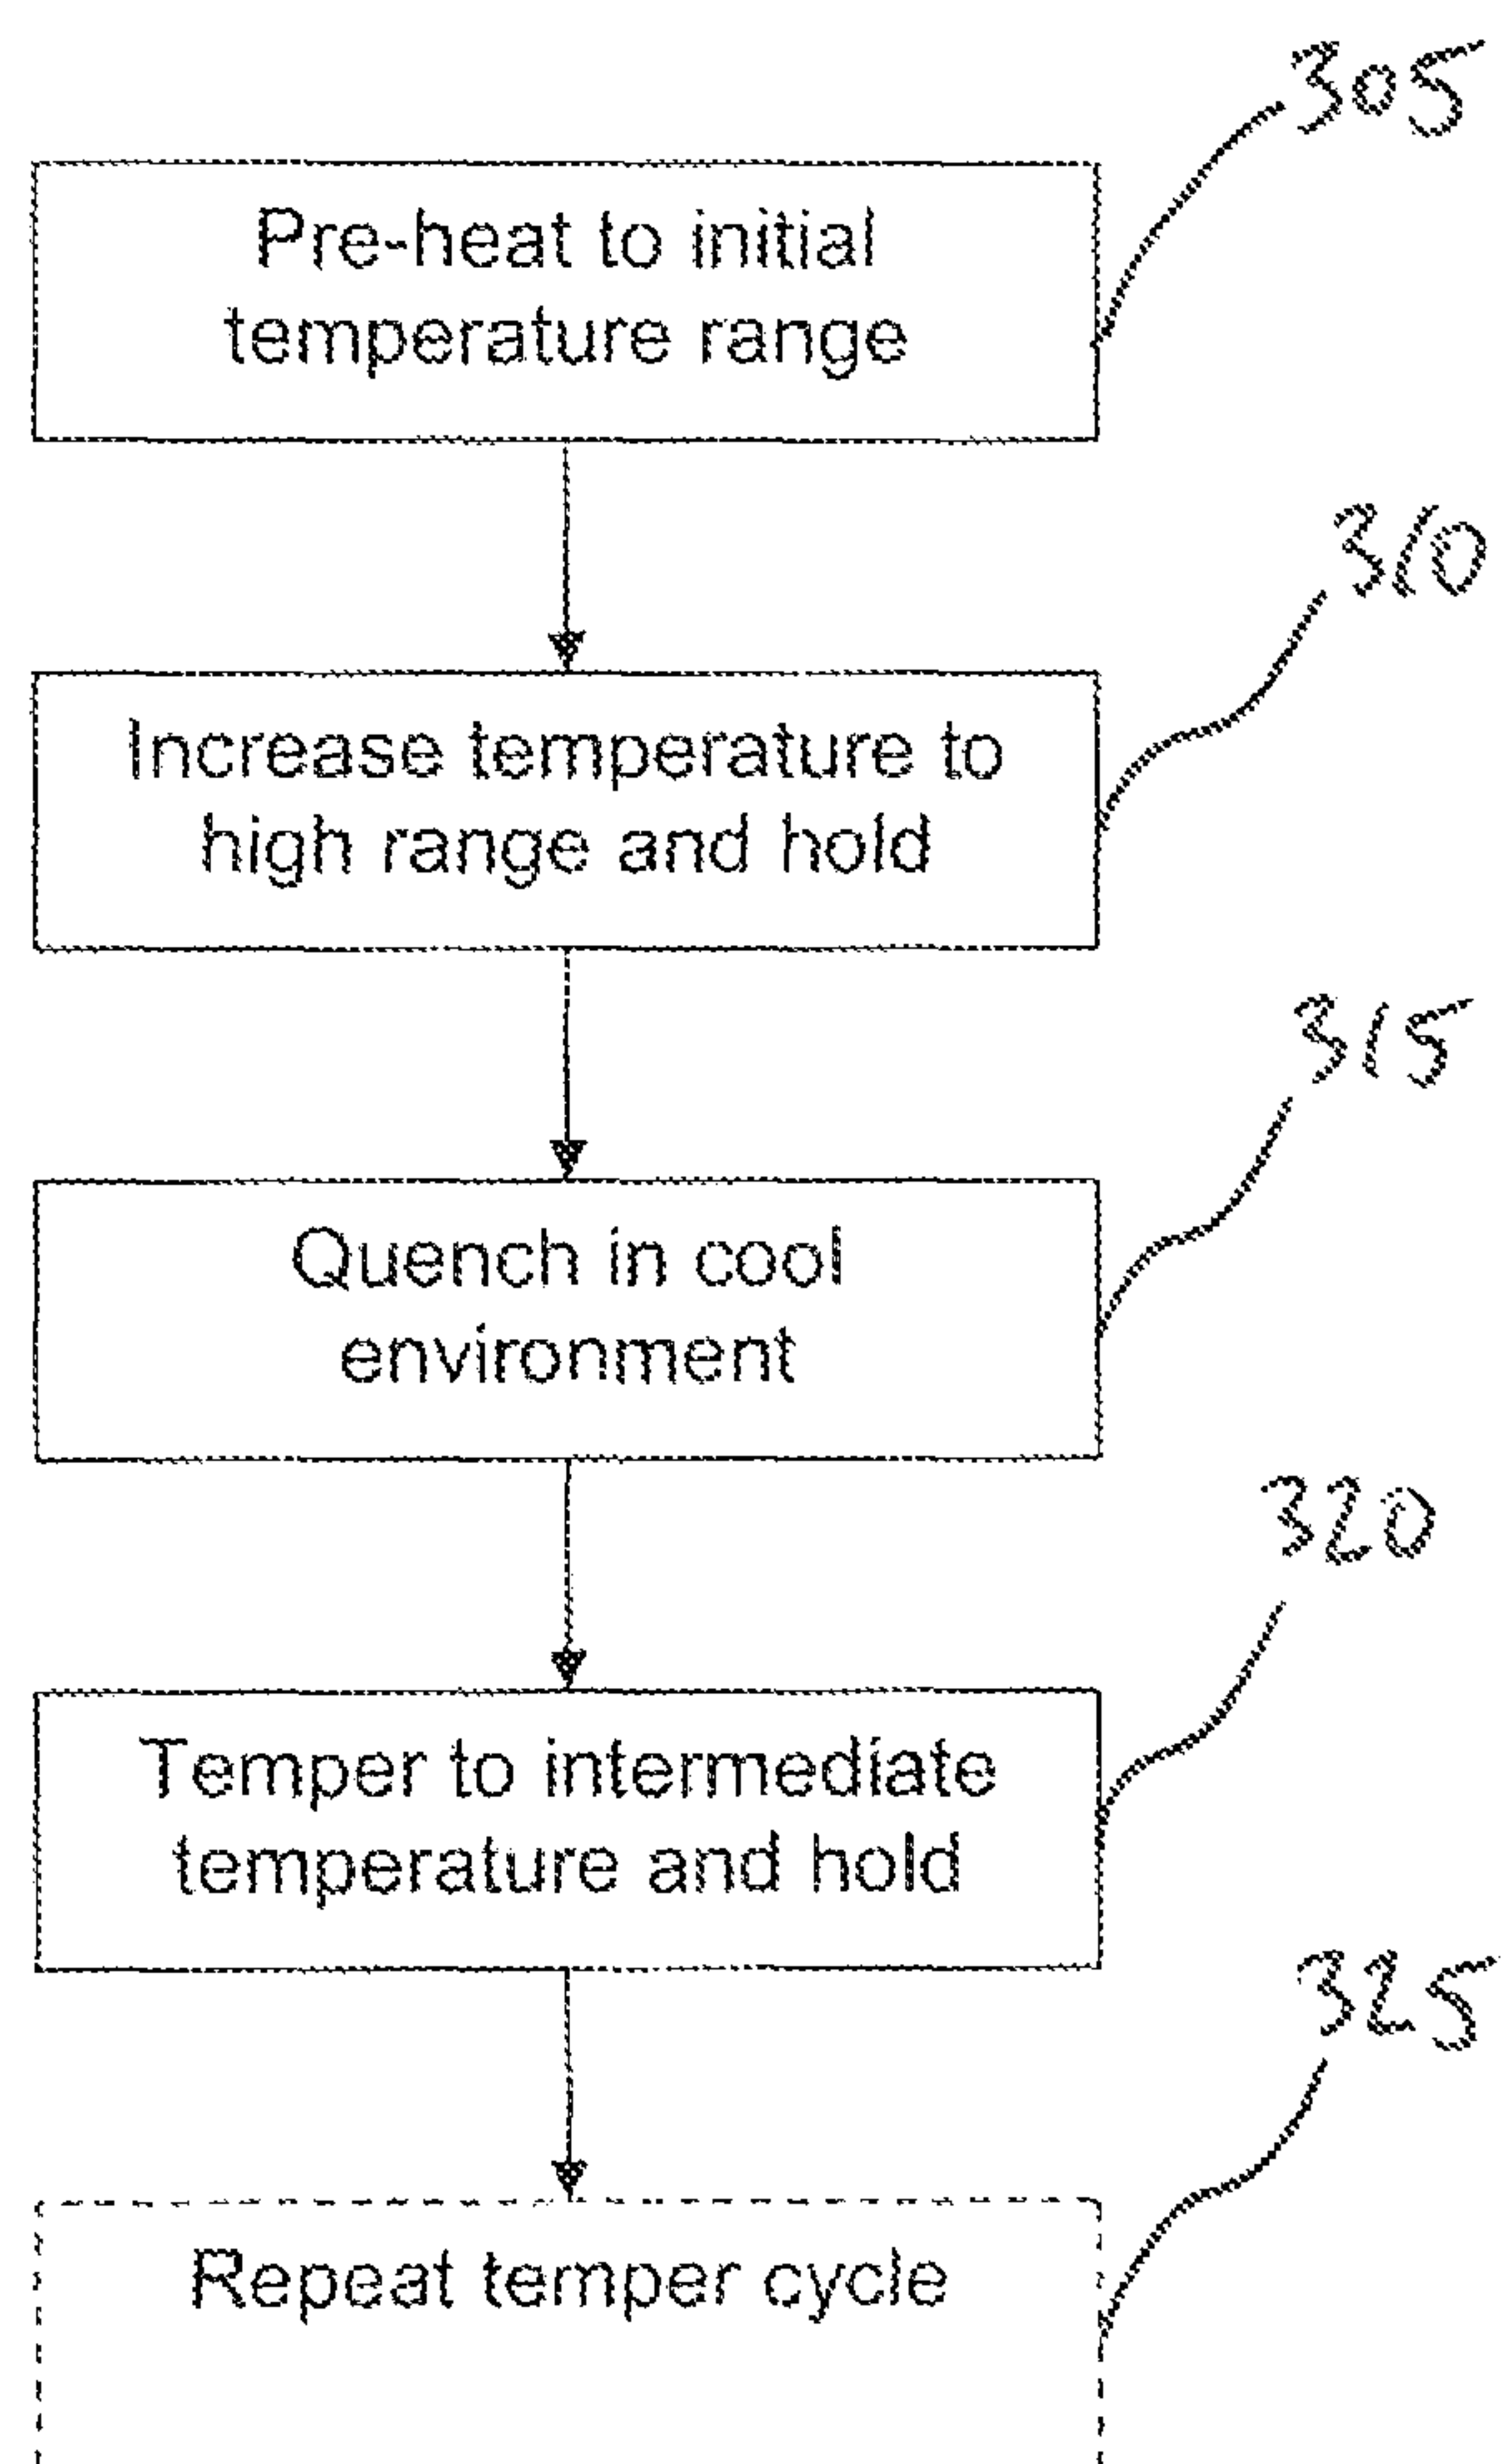 305
Pre-heat to initial
temperature range
310
Increase temperature to
high range and hold
315
Quench in cool
environment
320
Temper to intermediate
temperature and hold
325
Repeat temper cycle